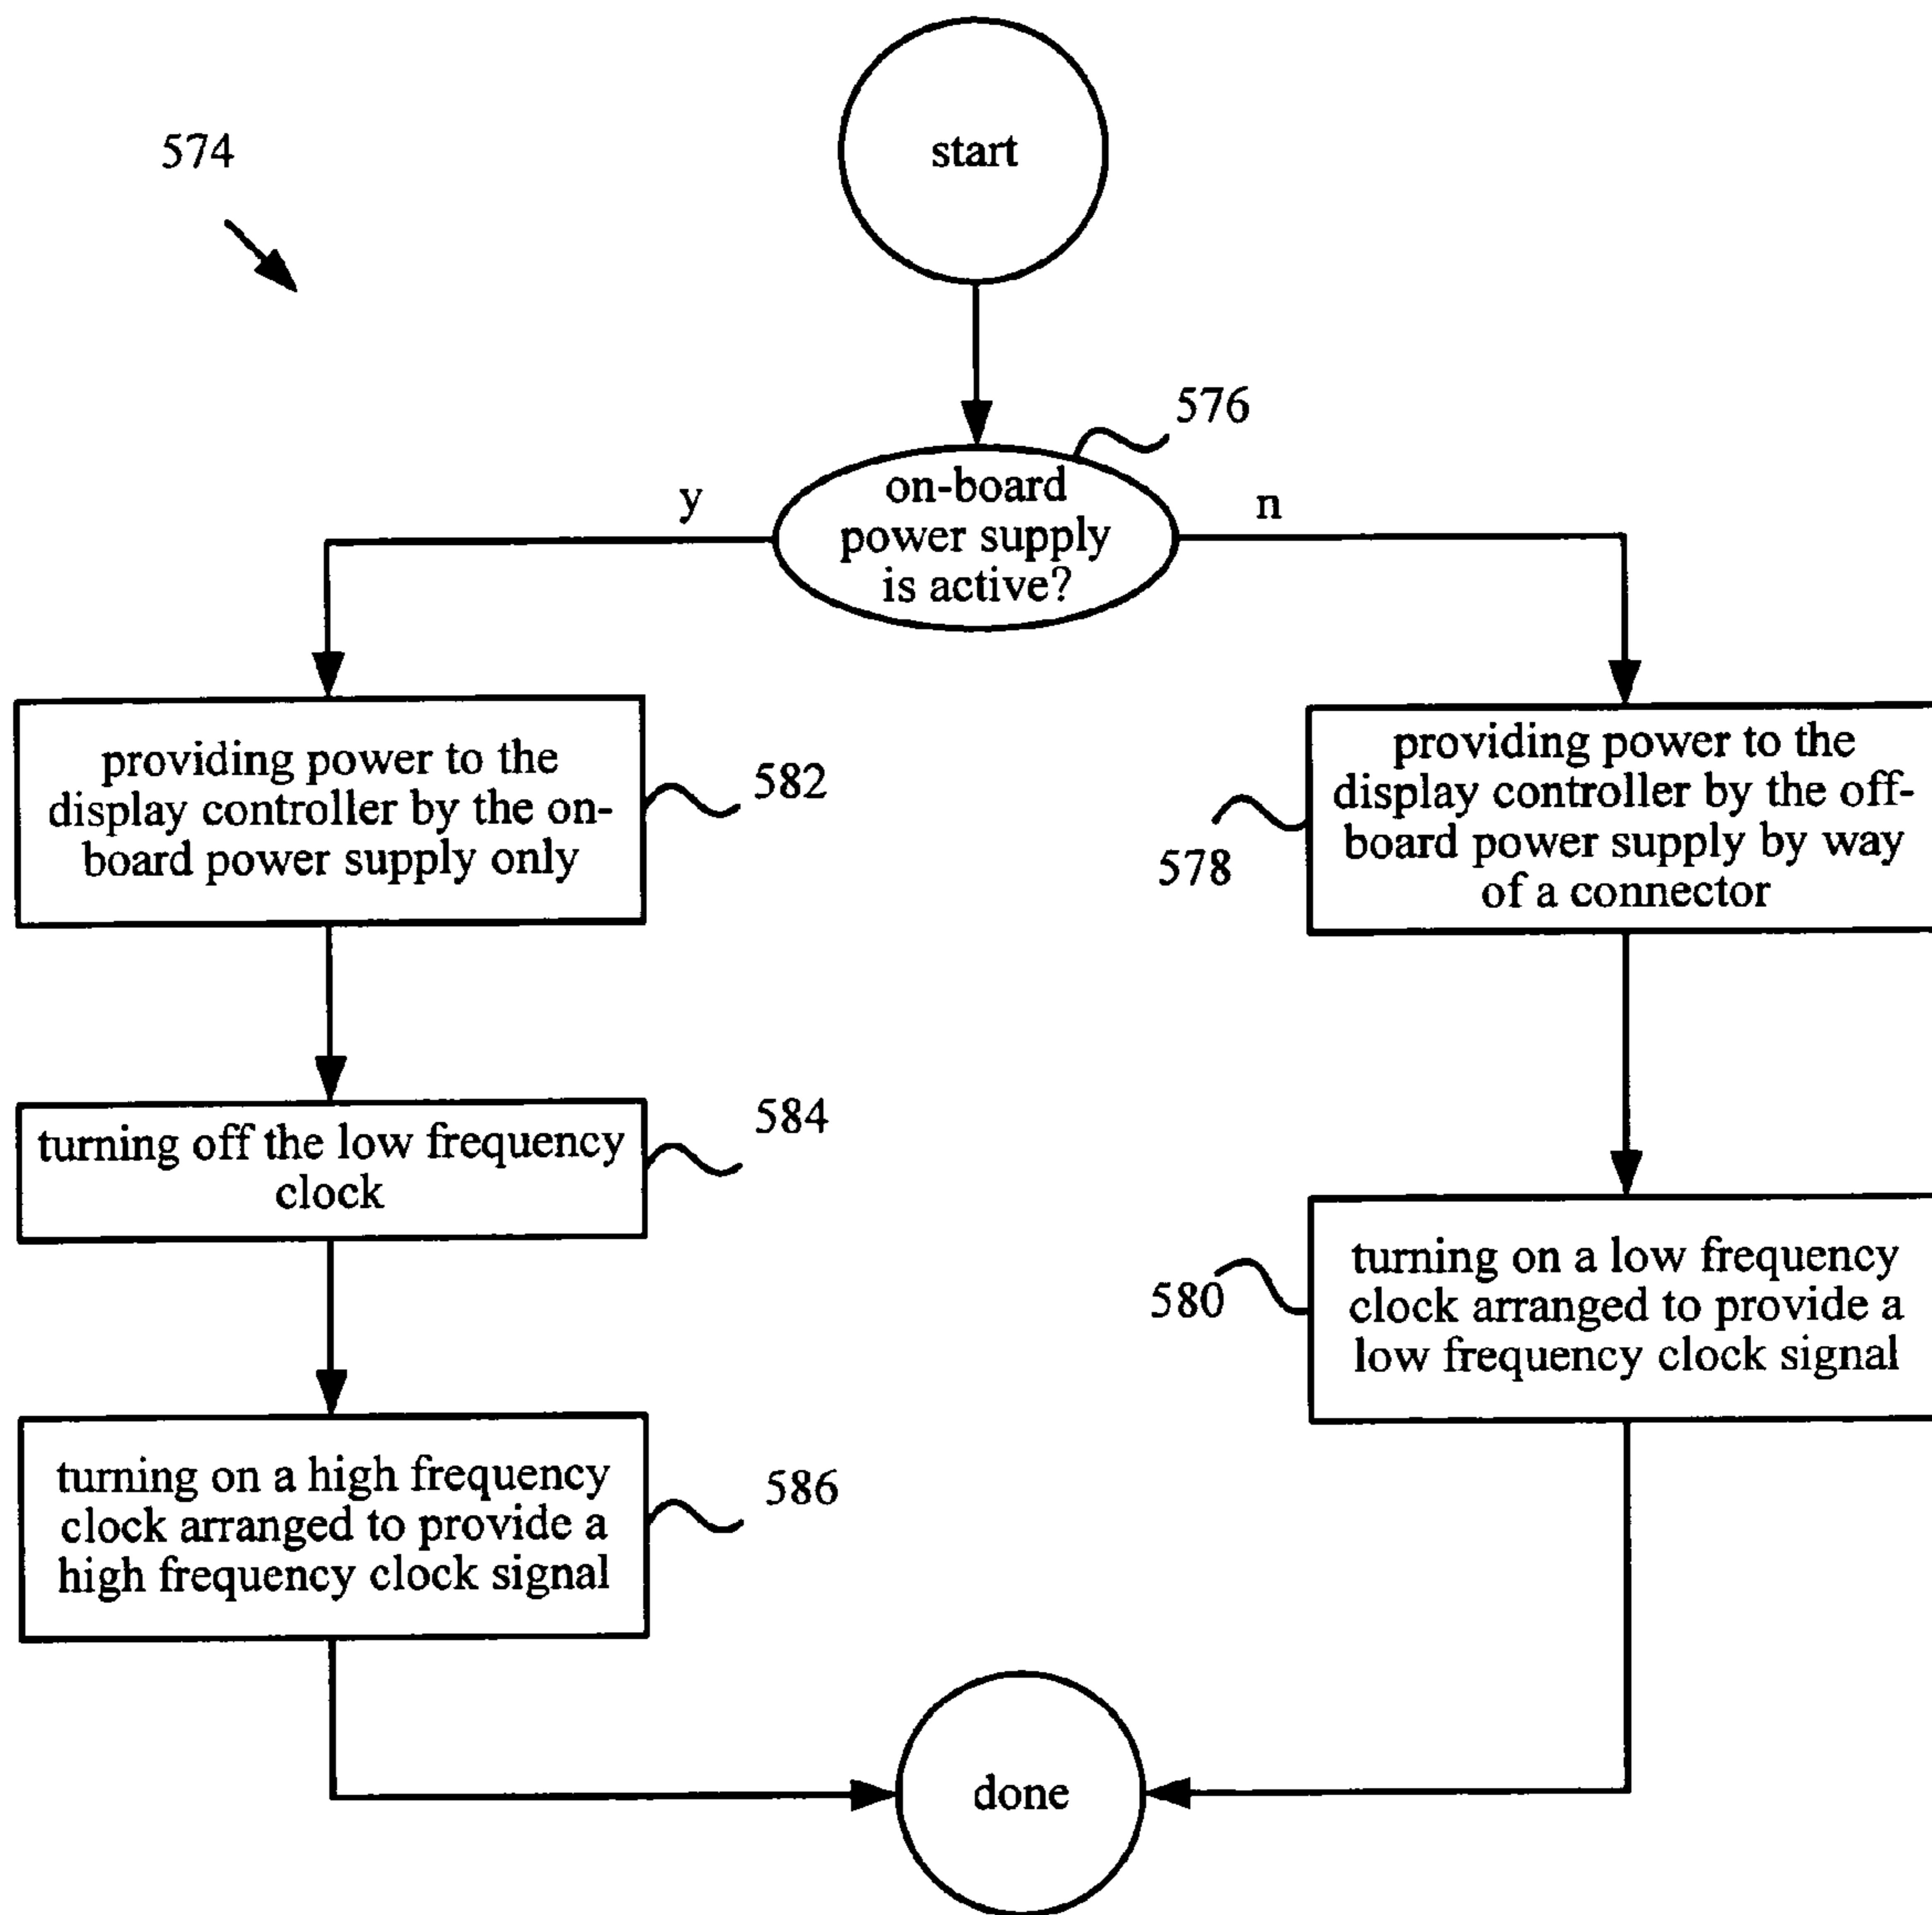 574
start
576
on-board
power supply
is active?
y
n
providing power to the
display controller by the on-
board power supply only
582
providing power to the
display controller by the off-
board power supply by way
of a connector
578
turning off the low frequency
clock
584
turning on a low frequency
clock arranged to provide a
low frequency clock signal
580
turning on a high frequency
clock arranged to provide a
high frequency clock signal
586
done